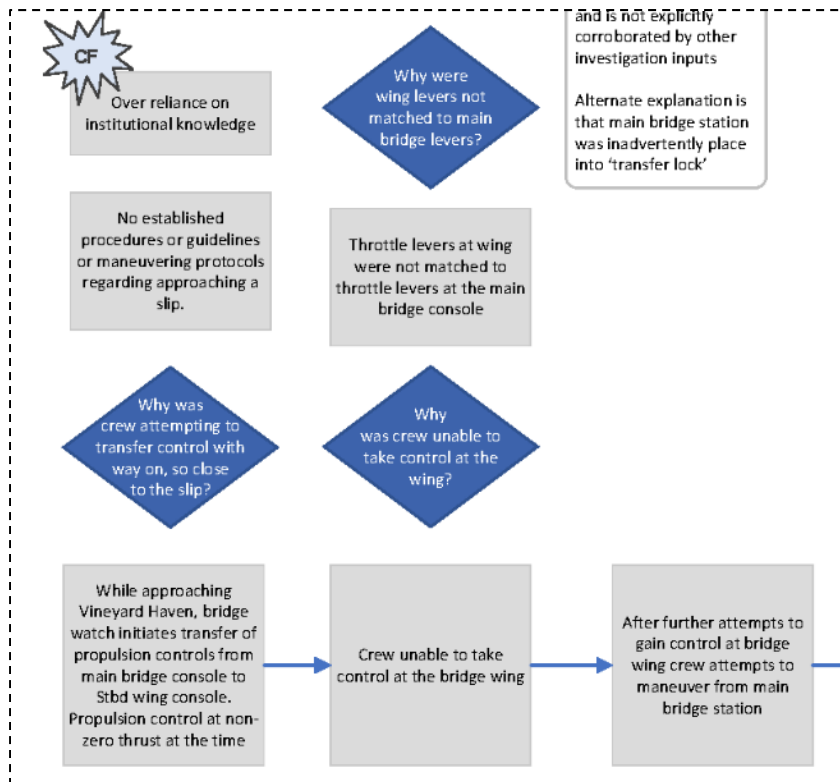 CF
Over reliance on
institutional knowledge
Why were
wing levers not
matched to main
bridge levers?
and is not explicitly
corroborated by other
investigation inputs
Alternate explanation is
that main bridge station
was inadvertently place
into ‘transfer lock’
No established
procedures or guidelines
or maneuvering protocols
regarding approaching a
slip.
Throttle levers at wing
were not matched to
throttle levers at the main
bridge console
Why was
crew attempting to
transfer control with
way on, so close
to the slip?
Why
was crew unable to
take control at the
wing?
While approaching
Vineyard Haven, bridge
watch initiates transfer of
propulsion controls from
main bridge console to
Stbd wing console.
Propulsion control at non-
zero thrust at the time
Crew unable to take
control at the bridge wing
After further attempts to
gain control at bridge
wing crew attempts to
maneuver from main
bridge station